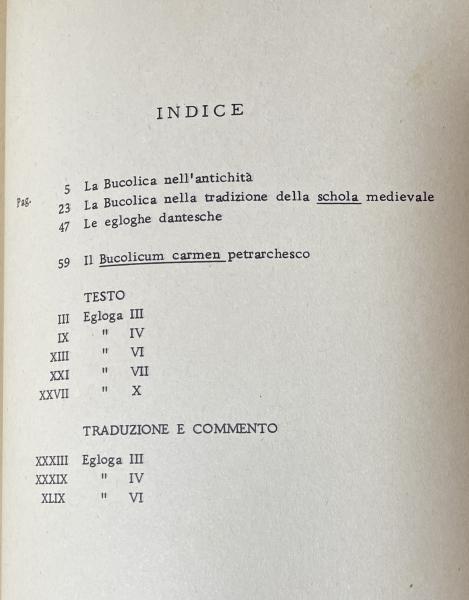 INDICE
Pag. 5 La Bucolica nell'antichità
23 La Bucolica nella tradizione della schola medievale
47 Le egloghe dantesche
59 Il Bucolicum carmen petrarchesco
TESTO
III Egloga III
IX " IV
XIII " VI
XXI " VII
XXVII " X
TRADUZIONE E COMMENTO
XXXIII Egloga III
XXXIX " IV
XLIX " VI